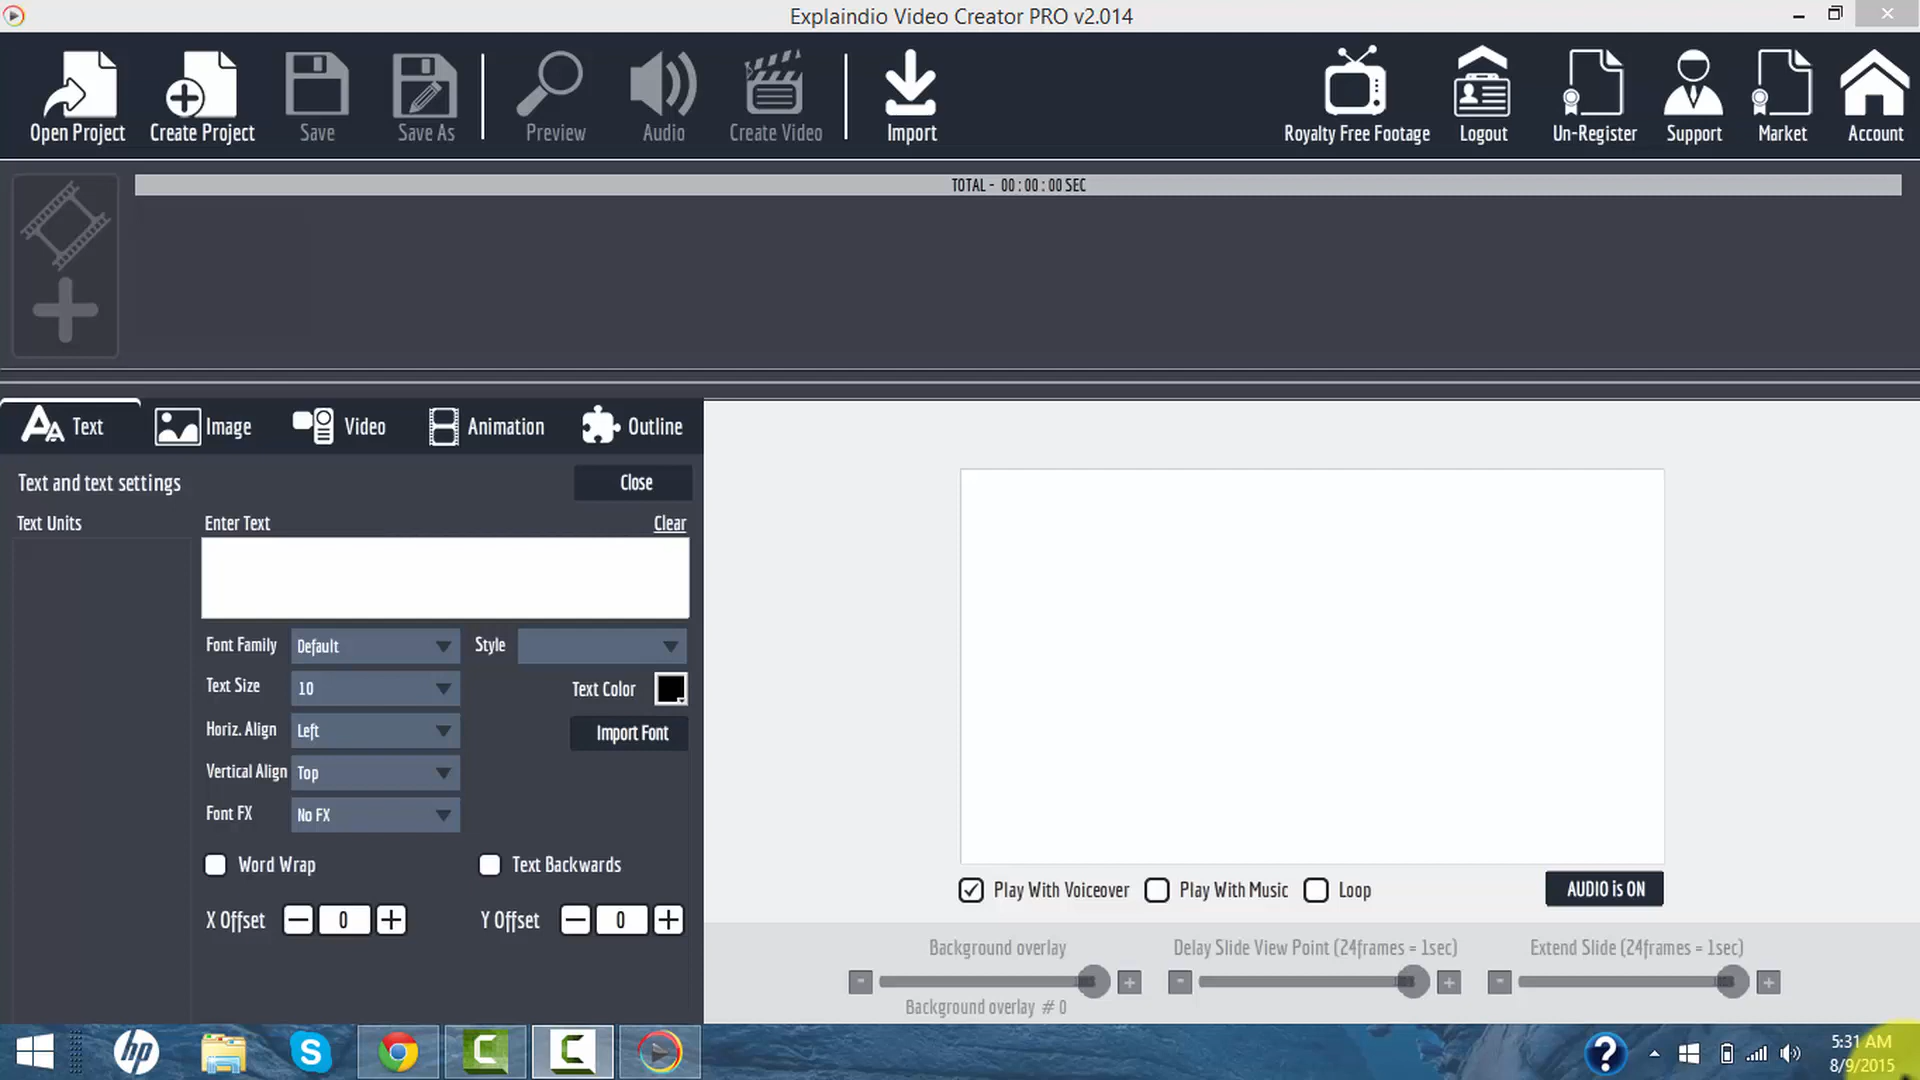 Explaindio Video Creator PRO v2.014
Open Project
Create Project
Save
Save As
Preview
Audio
Create Video
Import
Royalty Free Footage
Logout
Un-Register
Support
Market
Account
TOTAL - 00:00:00 SEC
Text
Image
Video
Animation
Outline
Text and text settings
Close
Text Units
Enter Text
Clear
Font Family
Default
Style
Text Size
10
Text Color
Horiz. Align
Left
Import Font
Vertical Align
Top
Font FX
No FX
Word Wrap
Text Backwards
X Offset
0
Y Offset
0
Play With Voiceover
Play With Music
Loop
AUDIO is ON
Background overlay
Delay Slide View Point (24frames = 1sec)
Extend Slide (24frames = 1sec)
Background overlay # 0
hp
5:31 AM
8/9/2015